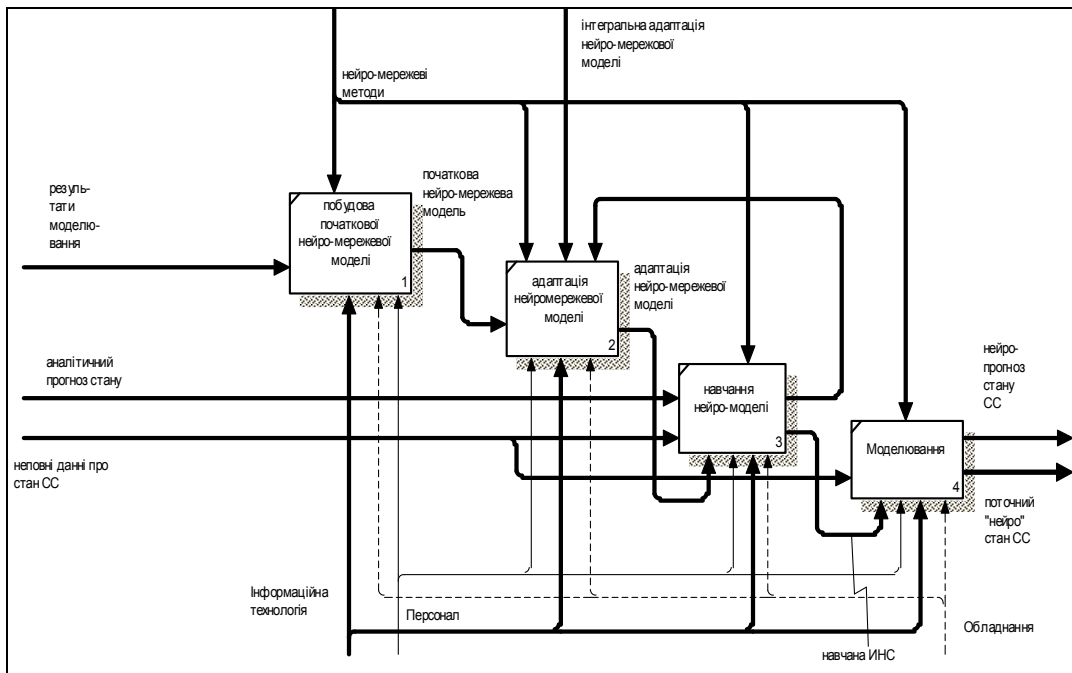 інтегральна адаптація
нейро-мережової
моделі
нейро-мережеві
методи
резуль-
тати
моделю-
вання
початкова
нейро-мережева
модель
побудова
початкової
нейро-мережевої
моделі
1
адаптація
нейромережевої
моделі
2
адаптація
нейро-мережевої
моделі
аналітичний
прогноз стану
навчання
нейро-моделі
3
нейро-
прогноз
стану
СС
Моделювання
4
неповні данні про
стан СС
поточний
"нейро"
стан СС
Інформаційна
технологія
Персонал
Обладнання
навчана ИНС